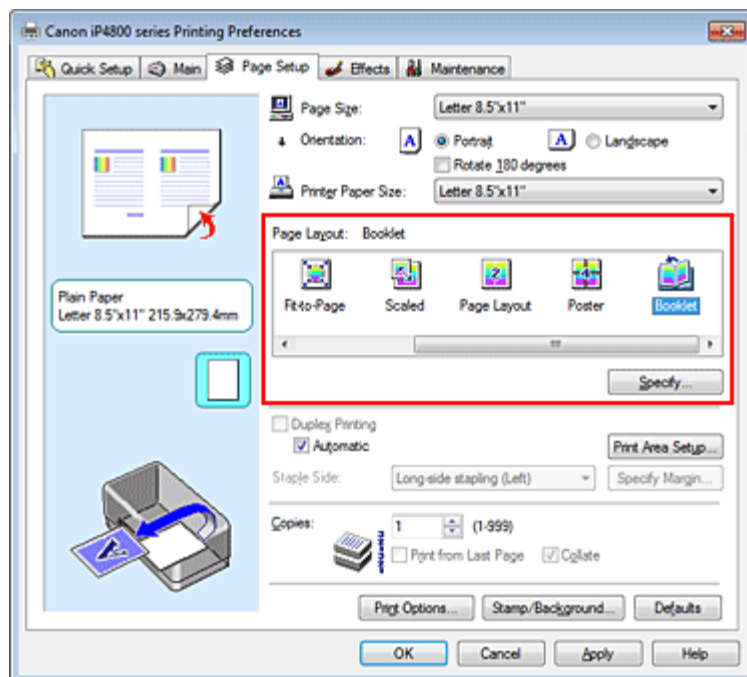 Canon iP4800 series Printing Preferences
Quick Setup Main Page Setup Effects Maintenance
Page Size: Letter 8.5"x11"
Orientation: A Portrait A Landscape
Rotate 180 degrees
Printer Paper Size: Letter 8.5"x11"
Page Layout: Booklet
Fit-to-Page Scaled Page Layout Poster Booklet
Plain Paper
Letter 8.5"x11" 215.9x279.4mm
Specify...
Duplex Printing
Automatic
Print Area Setup...
Staple Side: Long-side stapling (Left) Specify Margin...
Copies: 1 (1-999)
Print from Last Page Collate
Print Options... Stamp/Background... Defaults
OK Cancel Apply Help